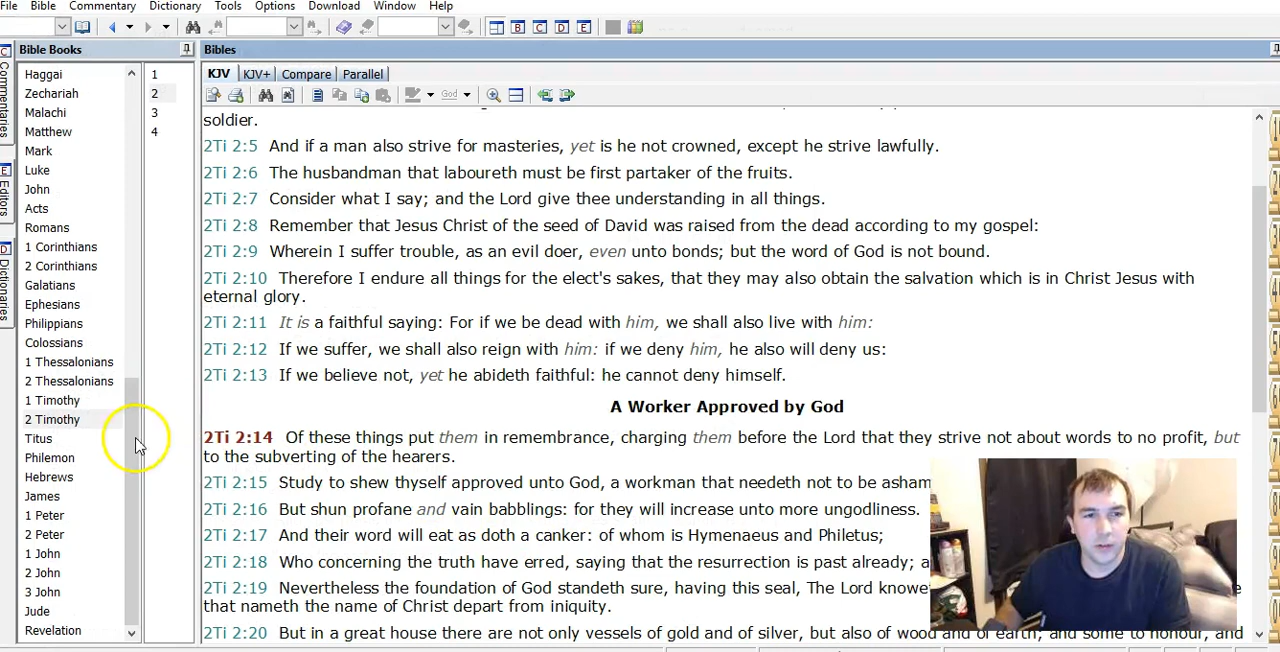 File Bible Commentary Dictionary Tools Options Download Window Help
B C D E
Bible Books
Bibles
C Commentaries
E Editors
D Dictionaries
Haggai
Zechariah
Malachi
Matthew
Mark
Luke
John
Acts
Romans
1 Corinthians
2 Corinthians
Galatians
Ephesians
Philippians
Colossians
1 Thessalonians
2 Thessalonians
1 Timothy
2 Timothy
Titus
Philemon
Hebrews
James
1 Peter
2 Peter
1 John
2 John
3 John
Jude
Revelation
1
2
3
4
KJV KJV+ Compare Parallel
God
soldier.
2Ti 2:5 And if a man also strive for masteries, yet is he not crowned, except he strive lawfully.
2Ti 2:6 The husbandman that laboureth must be first partaker of the fruits.
2Ti 2:7 Consider what I say; and the Lord give thee understanding in all things.
2Ti 2:8 Remember that Jesus Christ of the seed of David was raised from the dead according to my gospel:
2Ti 2:9 Wherein I suffer trouble, as an evil doer, even unto bonds; but the word of God is not bound.
2Ti 2:10 Therefore I endure all things for the elect's sakes, that they may also obtain the salvation which is in Christ Jesus with
eternal glory.
2Ti 2:11 It is a faithful saying: For if we be dead with him, we shall also live with him:
2Ti 2:12 If we suffer, we shall also reign with him: if we deny him, he also will deny us:
2Ti 2:13 If we believe not, yet he abideth faithful: he cannot deny himself.
A Worker Approved by God
2Ti 2:14 Of these things put them in remembrance, charging them before the Lord that they strive not about words to no profit, but
to the subverting of the hearers.
2Ti 2:15 Study to shew thyself approved unto God, a workman that needeth not to be asham
2Ti 2:16 But shun profane and vain babblings: for they will increase unto more ungodliness.
2Ti 2:17 And their word will eat as doth a canker: of whom is Hymenaeus and Philetus;
2Ti 2:18 Who concerning the truth have erred, saying that the resurrection is past already; a
2Ti 2:19 Nevertheless the foundation of God standeth sure, having this seal, The Lord knowe
that nameth the name of Christ depart from iniquity.
2Ti 2:20 But in a great house there are not only vessels of gold and of silver, but also of wood and of earth; and some to honour, and